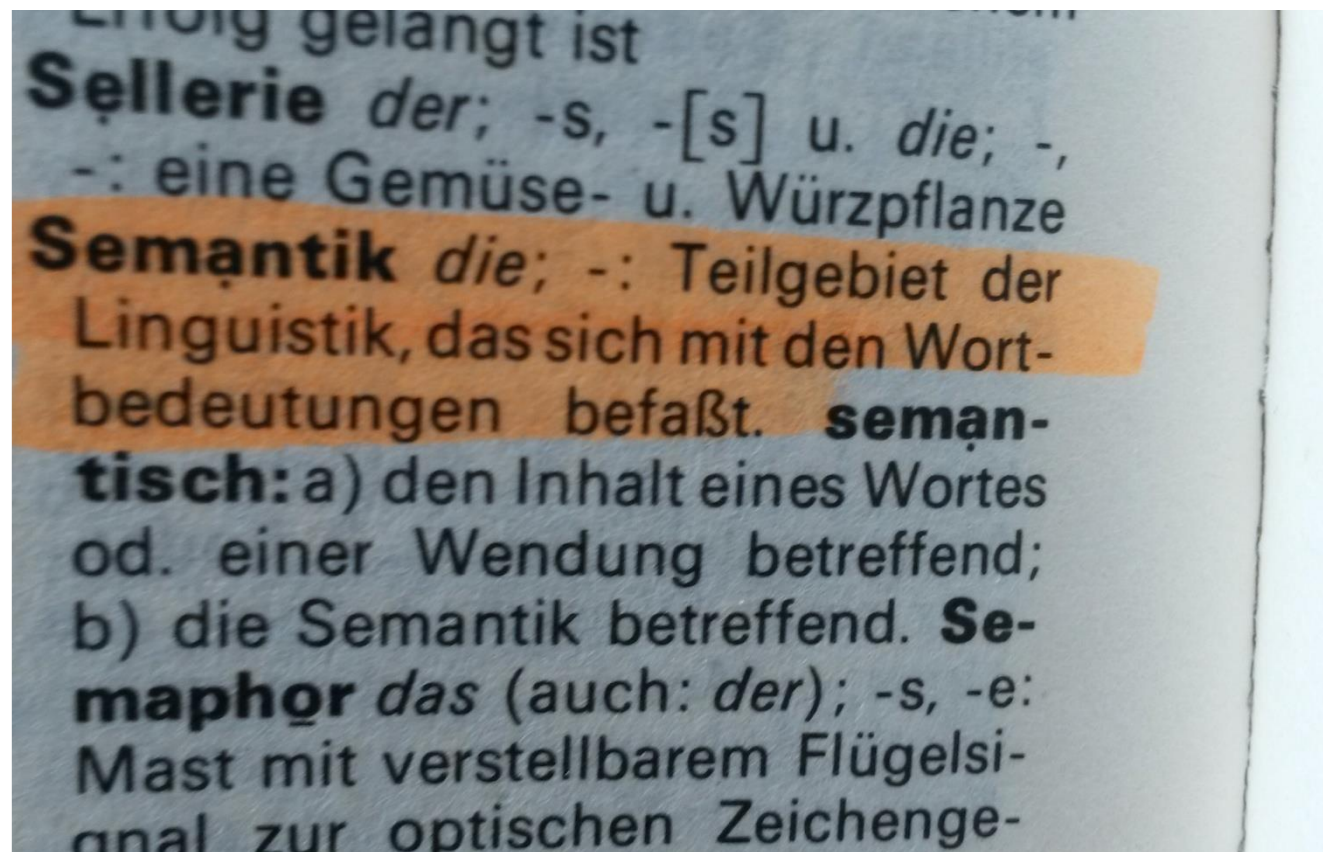 Erfolg gelangt ist
Sellerie der; -s, -[s] u. die; -,
-: eine Gemüse- u. Würzpflanze
Semantik die; -: Teilgebiet der
Linguistik, das sich mit den Wort-
bedeutungen befaßt. seman-
tisch: a) den Inhalt eines Wortes
od. einer Wendung betreffend;
b) die Semantik betreffend. Se-
maphor das (auch: der); -s, -e:
Mast mit verstellbarem Flügelsi-
gnal zur optischen Zeichenge-